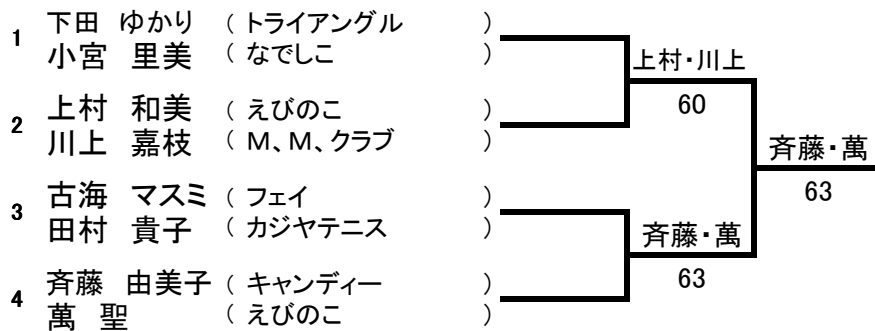 1 下田 ゆかり ( トライアングル )
小宮 里美 ( なでしこ )
2 上村 和美 ( えびのこ )
川上 嘉枝 ( M、M、クラブ )
3 古海 マスミ ( フェイ )
田村 貴子 ( カジヤテニス )
4 斉藤 由美子 ( キャンディー )
萬 聖 ( えびのこ )
上村・川上
60
斉藤・萬
63
斉藤・萬
63